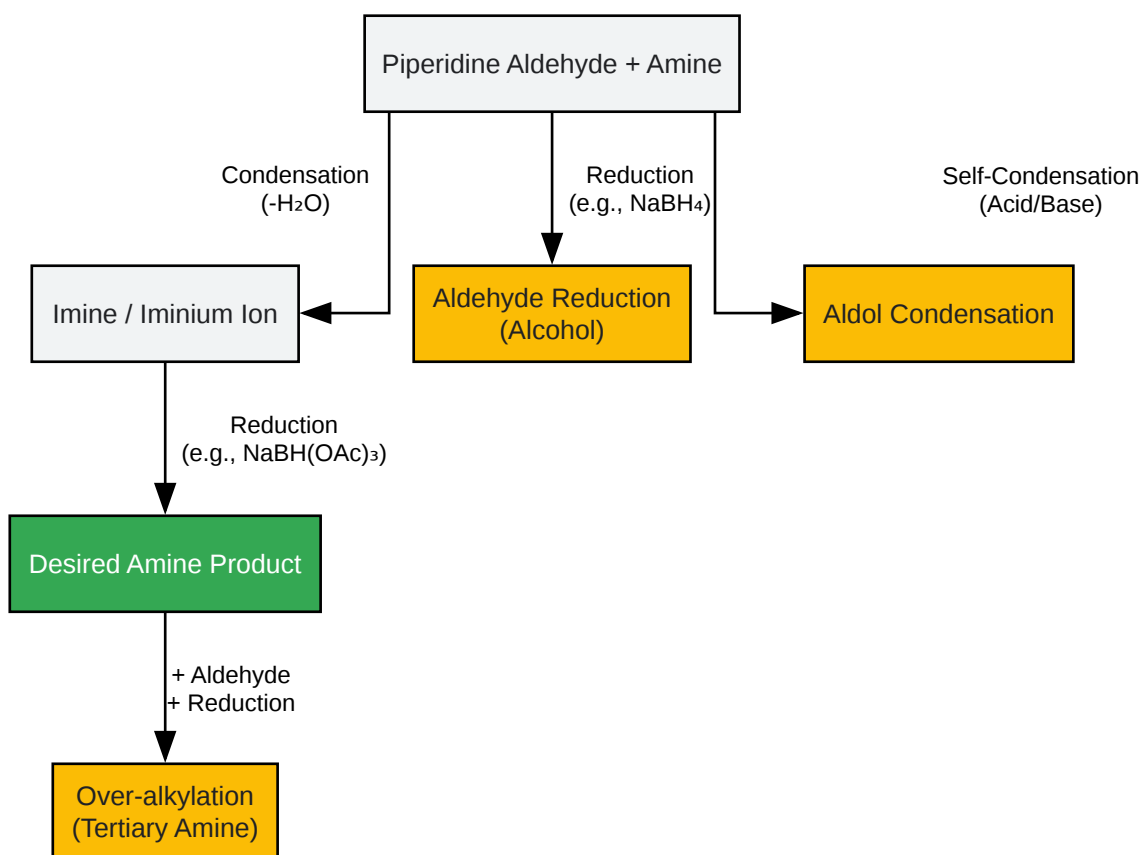 Piperidine Aldehyde + Amine
Condensation
(-H₂O)
Reduction
(e.g., NaBH₄)
Self-Condensation
(Acid/Base)
Imine / Iminium Ion
Aldehyde Reduction
(Alcohol)
Aldol Condensation
Reduction
(e.g., NaBH(OAc)₃)
Desired Amine Product
+ Aldehyde
+ Reduction
Over-alkylation
(Tertiary Amine)